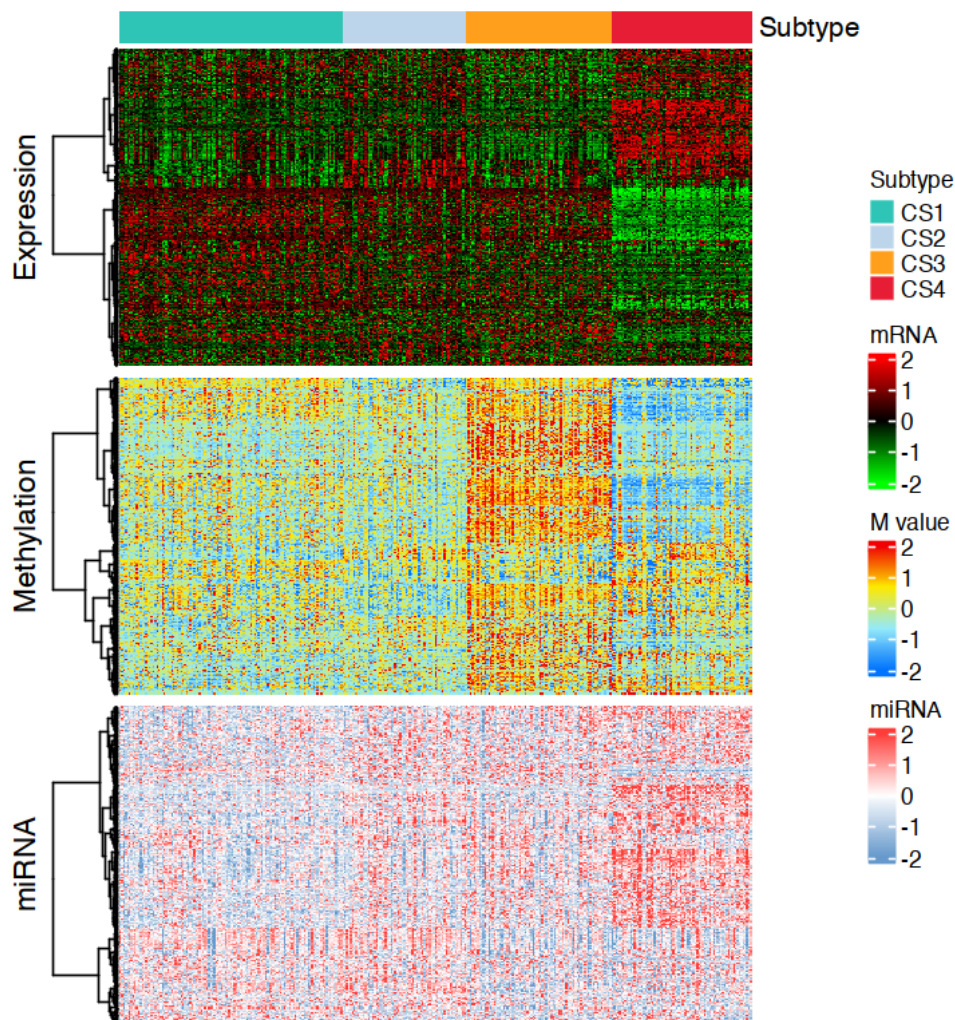 Subtype
Expression
Methylation
miRNA
Subtype
CS1
CS2
CS3
CS4
mRNA
2
1
0
-1
-2
M value
2
1
0
-1
-2
miRNA
2
1
0
-1
-2